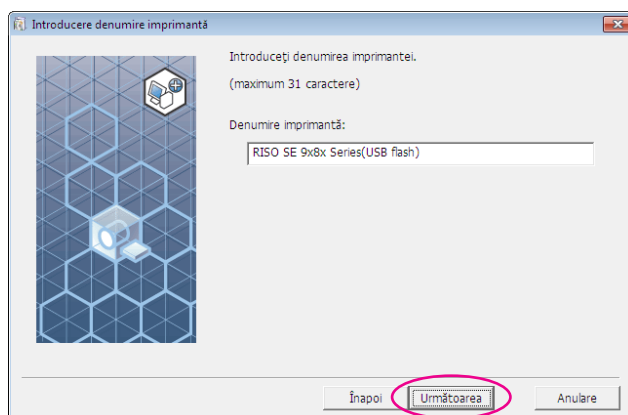 Introducere denumire imprimantă
Introduceți denumirea imprimantei.
(maximum 31 caractere)
Denumire imprimantă:
RISO SE 9x8x Series(USB flash)
Înapoi
Următoarea
Anulare